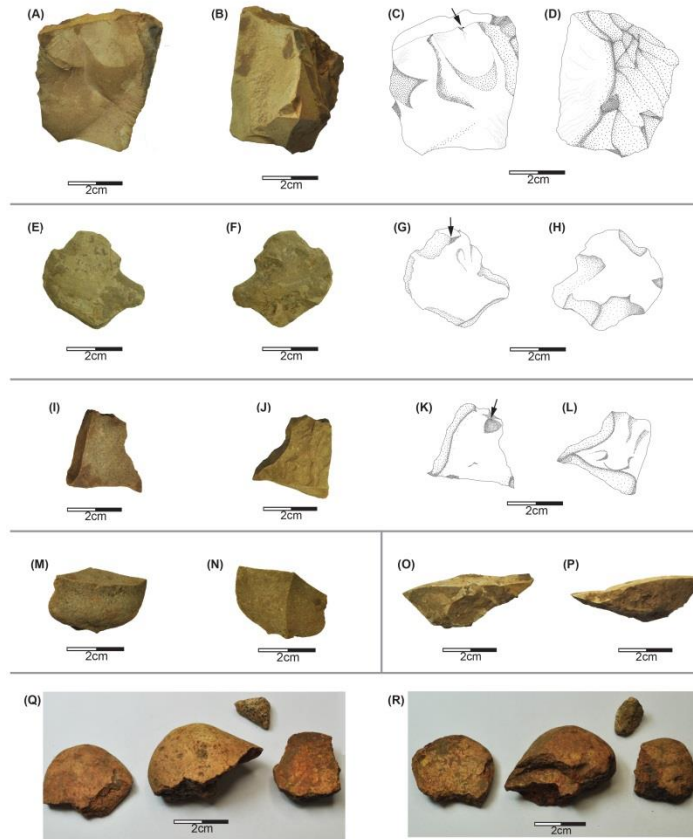 (A) (B) (C) (D)
2cm 2cm 2cm
(E) (F) (G) (H)
2cm 2cm 2cm
(I) (J) (K) (L)
2cm 2cm 2cm
(M) (N) (O) (P)
2cm 2cm 2cm 2cm
(Q) (R)
2cm 2cm